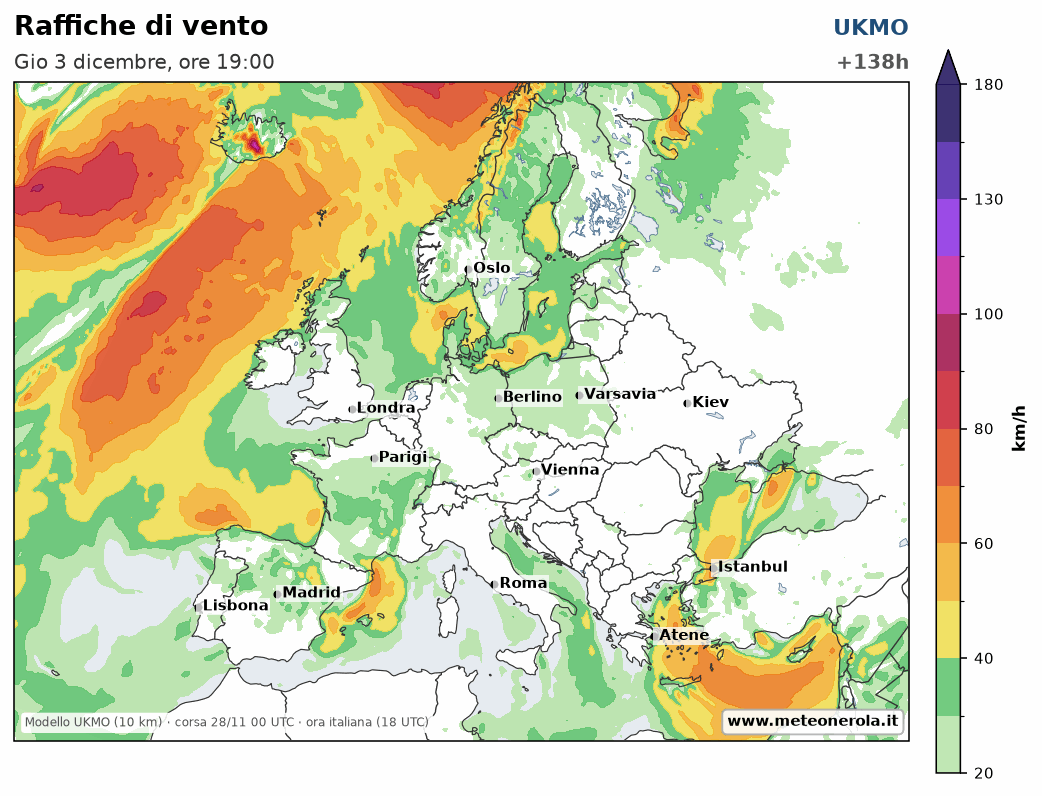 Raffiche di vento
UKMO
Gio 3 dicembre, ore 19:00
+138h
180
130
100
80
60
40
20
km/h
Oslo
Berlino
Varsavia
Kiev
Londra
Parigi
Vienna
Istanbul
Roma
Madrid
Lisbona
Atene
Modello UKMO (10 km) · corsa 28/11 00 UTC · ora italiana (18 UTC)
www.meteonerola.it